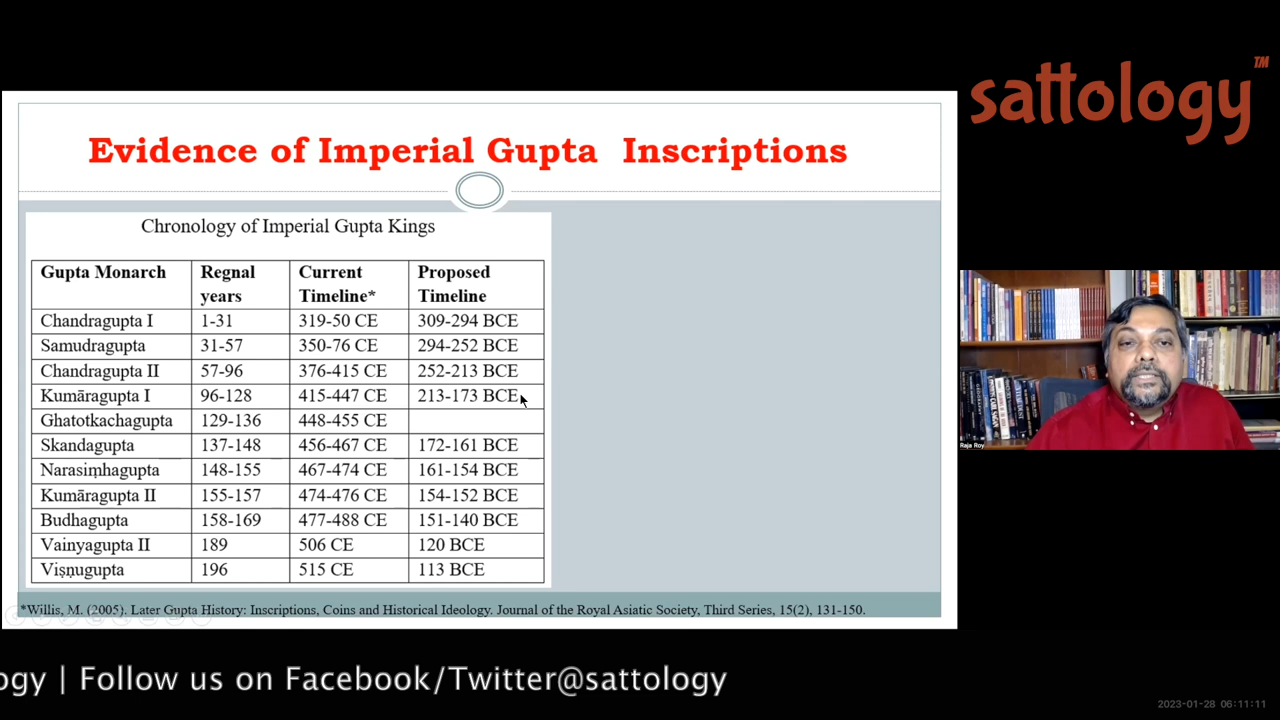 sattology™
Evidence of Imperial Gupta Inscriptions
Chronology of Imperial Gupta Kings
Gupta Monarch Regnal years Current Timeline* Proposed Timeline
Chandragupta I 1-31 319-50 CE 309-294 BCE
Samudragupta 31-57 350-76 CE 294-252 BCE
Chandragupta II 57-96 376-415 CE 252-213 BCE
Kumāragupta I 96-128 415-447 CE 213-173 BCE
Ghatotkachagupta 129-136 448-455 CE
Skandagupta 137-148 456-467 CE 172-161 BCE
Narasiṃhagupta 148-155 467-474 CE 161-154 BCE
Kumāragupta II 155-157 474-476 CE 154-152 BCE
Budhagupta 158-169 477-488 CE 151-140 BCE
Vainyagupta II 189 506 CE 120 BCE
Viṣṇugupta 196 515 CE 113 BCE
*Willis, M. (2005). Later Gupta History: Inscriptions, Coins and Historical Ideology. Journal of the Royal Asiatic Society, Third Series, 15(2), 131-150.
Raja Roy
ogy | Follow us on Facebook/Twitter@sattology
2023-01-28 06:11:11